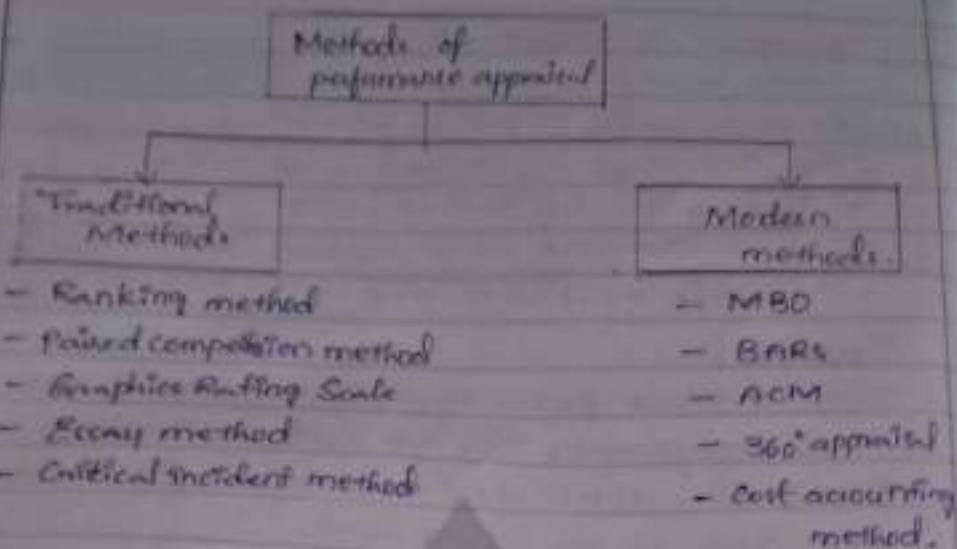 Methods of
performance appraisal
Traditional
Methods
- Ranking method
- Paired comparision method
- Graphics Rating Scale
- Essay method
- Critical incident method
Modern
methods.
- MBO
- BARs
- ACM
- 360° appraisal
- Cost accounting
method.